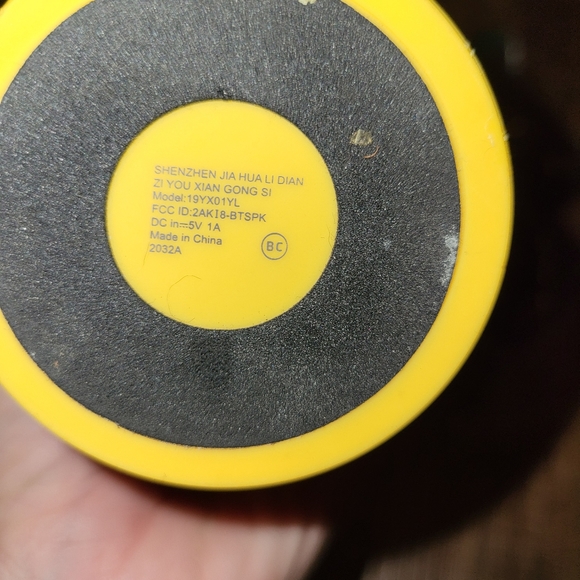 SHENZHEN JIA HUA LI DIAN
ZI YOU XIAN GONG SI
Model:19YX01YL
FCC ID:2AKI8-BTSPK
DC in⎓5V 1A
Made in China
2032A
BC